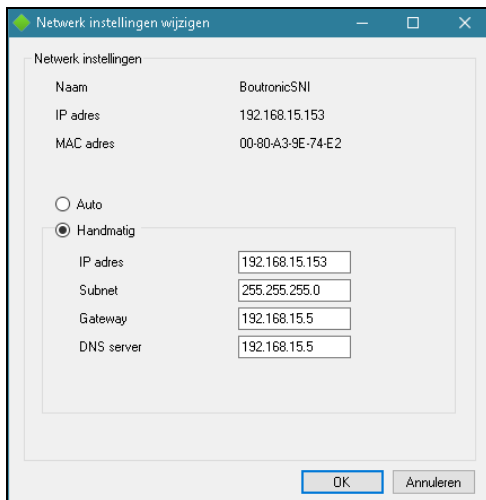 Netwerk instellingen wijzigen
Netwerk instellingen
Naam BoutronicSNI
IP adres 192.168.15.153
MAC adres 00-80-A3-9E-74-E2
Auto
Handmatig
IP adres 192.168.15.153
Subnet 255.255.255.0
Gateway 192.168.15.5
DNS server 192.168.15.5
OK Annuleren